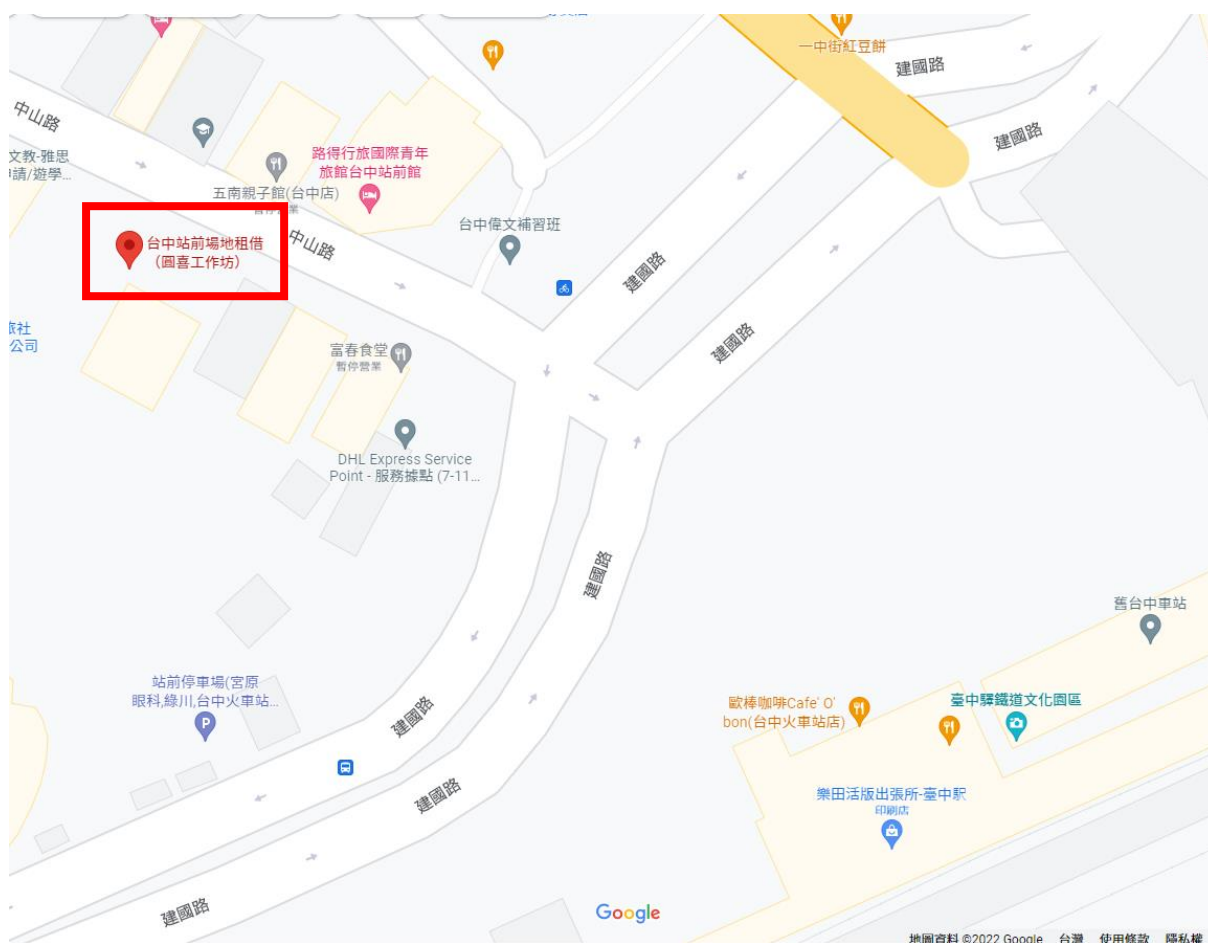 一中街紅豆餅
建國路
建國路
中山路
文教-雅思
申請/遊學...
路得行旅國際青年
旅館台中站前館
五南親子館(台中店)
暫停營業
台中偉文補習班
台中站前場地租借
(圓喜工作坊)
中山路
建國路
建國路
旅社
公司
富春食堂
暫停營業
DHL Express Service
Point - 服務據點 (7-11...
建國路
舊台中車站
站前停車場(宮原
眼科,綠川,台中火車站...
P
建國路
歐棒咖啡Cafe' O'
bon(台中火車站店)
臺中驛鐵道文化園區
建國路
樂田活版出張所-臺中駅
印刷店
建國路
Google
地圖資料 ©2022 Google 台灣 使用條款 隱私權